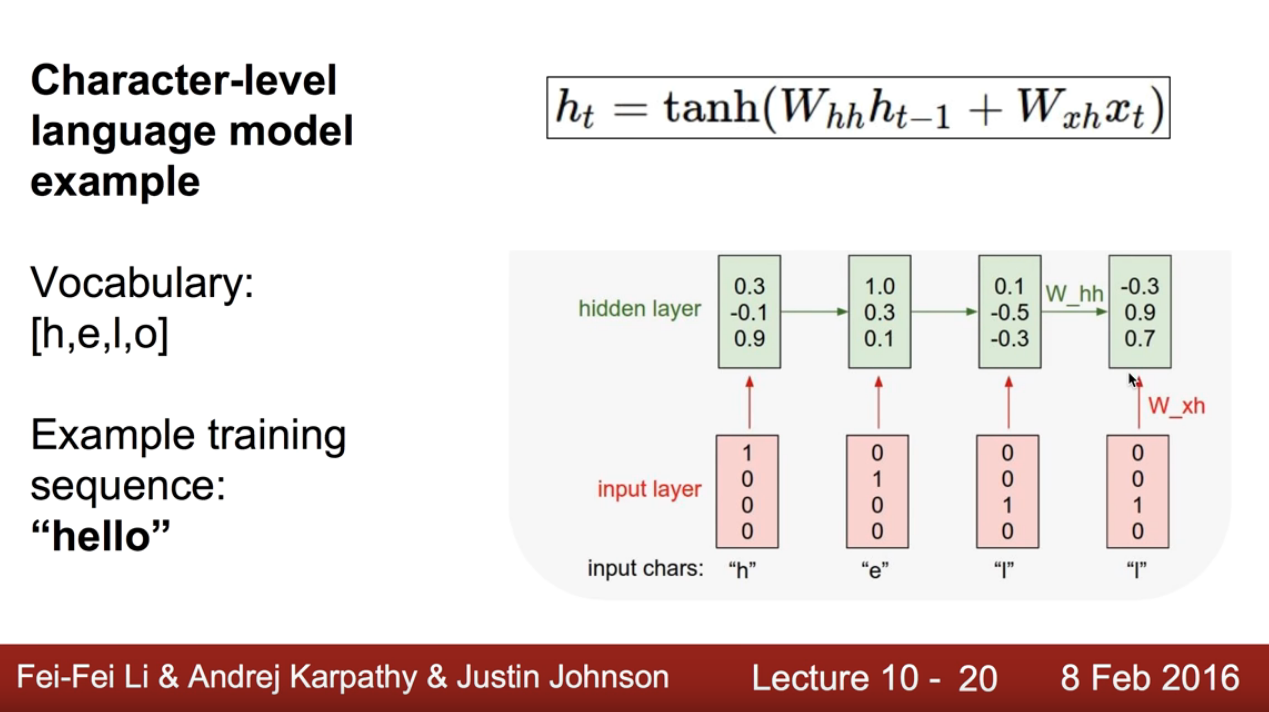 Character-level
language model
example
Vocabulary:
[h,e,l,o]
Example training
sequence:
“hello”
h_t = tanh(W_{hh}h_{t-1} + W_{xh}x_t)
hidden layer
0.3
-0.1
0.9
1.0
0.3
0.1
0.1
-0.5
-0.3
W_hh
-0.3
0.9
0.7
W_xh
input layer
1
0
0
0
0
1
0
0
0
0
1
0
0
0
1
0
input chars: “h” “e” “l” “l”
Fei-Fei Li & Andrej Karpathy & Justin Johnson Lecture 10 - 20 8 Feb 2016